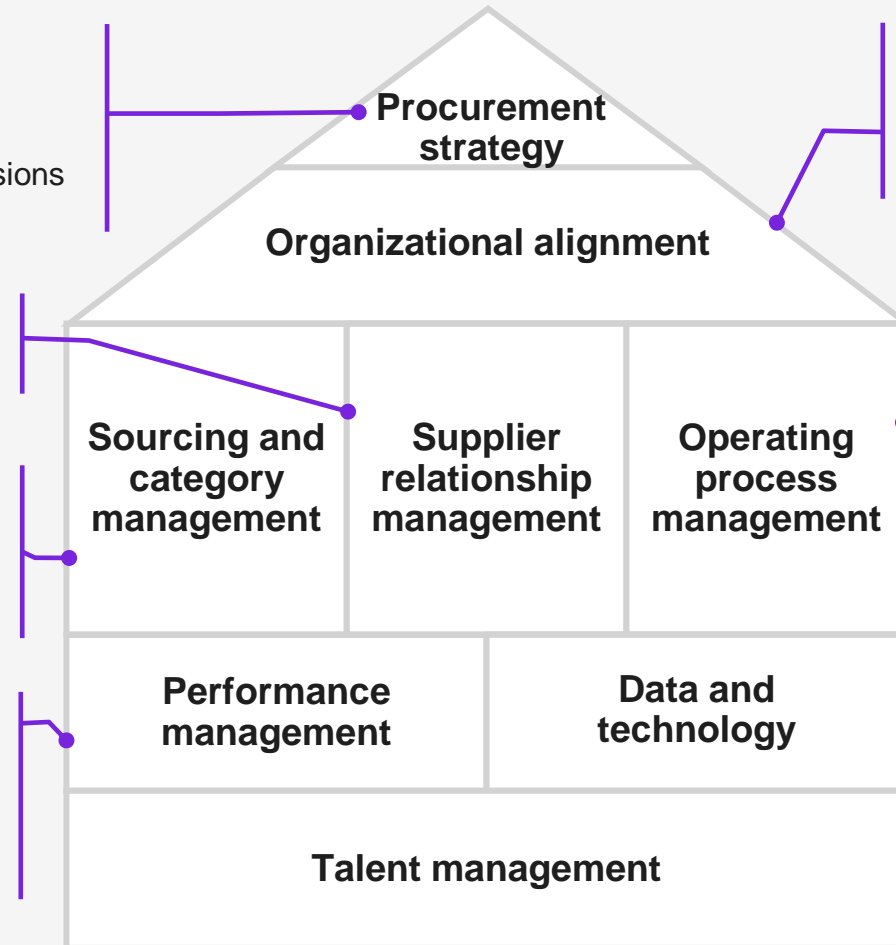 Procurement
strategy
sions
Organizational alignment
Sourcing and
category
management
Supplier
relationship
management
Operating
process
management
Performance
management
Data and
technology
Talent management